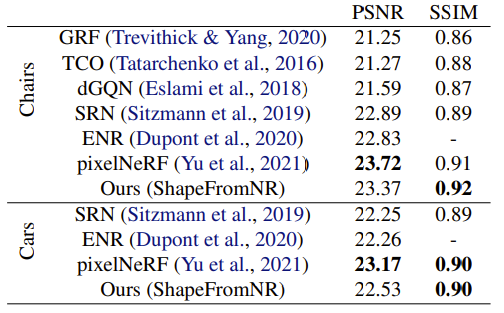 PSNR SSIM
Chairs
GRF (Trevithick & Yang, 2020) 21.25 0.86
TCO (Tatarchenko et al., 2016) 21.27 0.88
dGQN (Eslami et al., 2018) 21.59 0.87
SRN (Sitzmann et al., 2019) 22.89 0.89
ENR (Dupont et al., 2020) 22.83 -
pixelNeRF (Yu et al., 2021) 23.72 0.91
Ours (ShapeFromNR) 23.37 0.92
Cars
SRN (Sitzmann et al., 2019) 22.25 0.89
ENR (Dupont et al., 2020) 22.26 -
pixelNeRF (Yu et al., 2021) 23.17 0.90
Ours (ShapeFromNR) 22.53 0.90